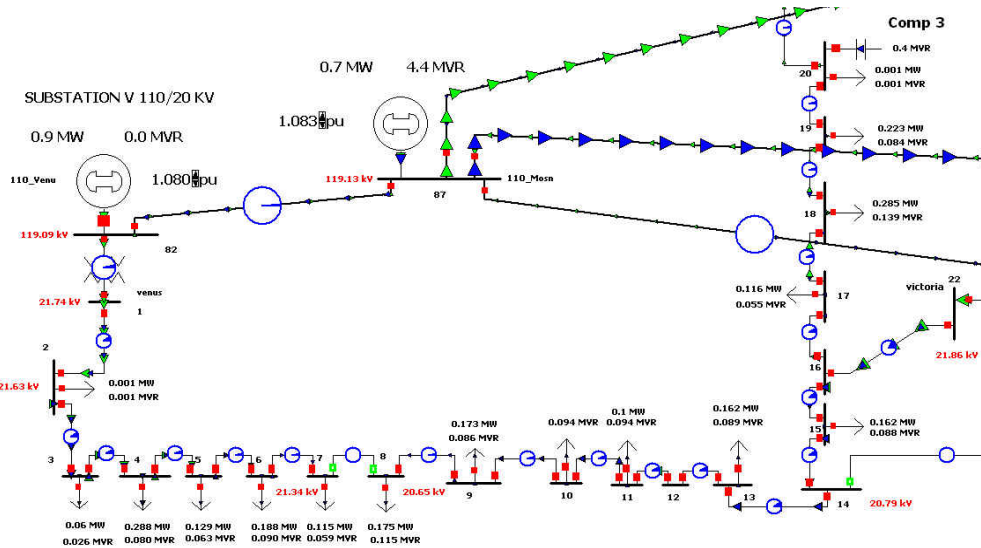 Comp 3
0.4 MVR
20
0.001 MW
0.001 MVR
0.7 MW 4.4 MVR
SUBSTATION V 110/20 KV
1.083 pu
19
0.223 MW
0.084 MVR
0.9 MW 0.0 MVR
110_Venu
1.080 pu
119.13 kV
110_Mosn
87
0.285 MW
0.139 MVR
18
119.09 kV
82
venus
21.74 kV
1
0.116 MW
0.055 MVR
17
victoria
22
21.86 kV
2
21.63 kV
0.001 MW
0.001 MVR
16
0.173 MW
0.086 MVR
0.094 MW
0.094 MVR
0.1 MW
0.094 MVR
0.162 MW
0.089 MVR
15
0.162 MW
0.088 MVR
3
4
5
6
7
8
21.34 kV
20.65 kV
9
10
11
12
13
14
20.79 kV
0.06 MW
0.026 MVR
0.288 MW
0.080 MVR
0.129 MW
0.063 MVR
0.188 MW
0.090 MVR
0.115 MW
0.059 MVR
0.175 MW
0.115 MVR